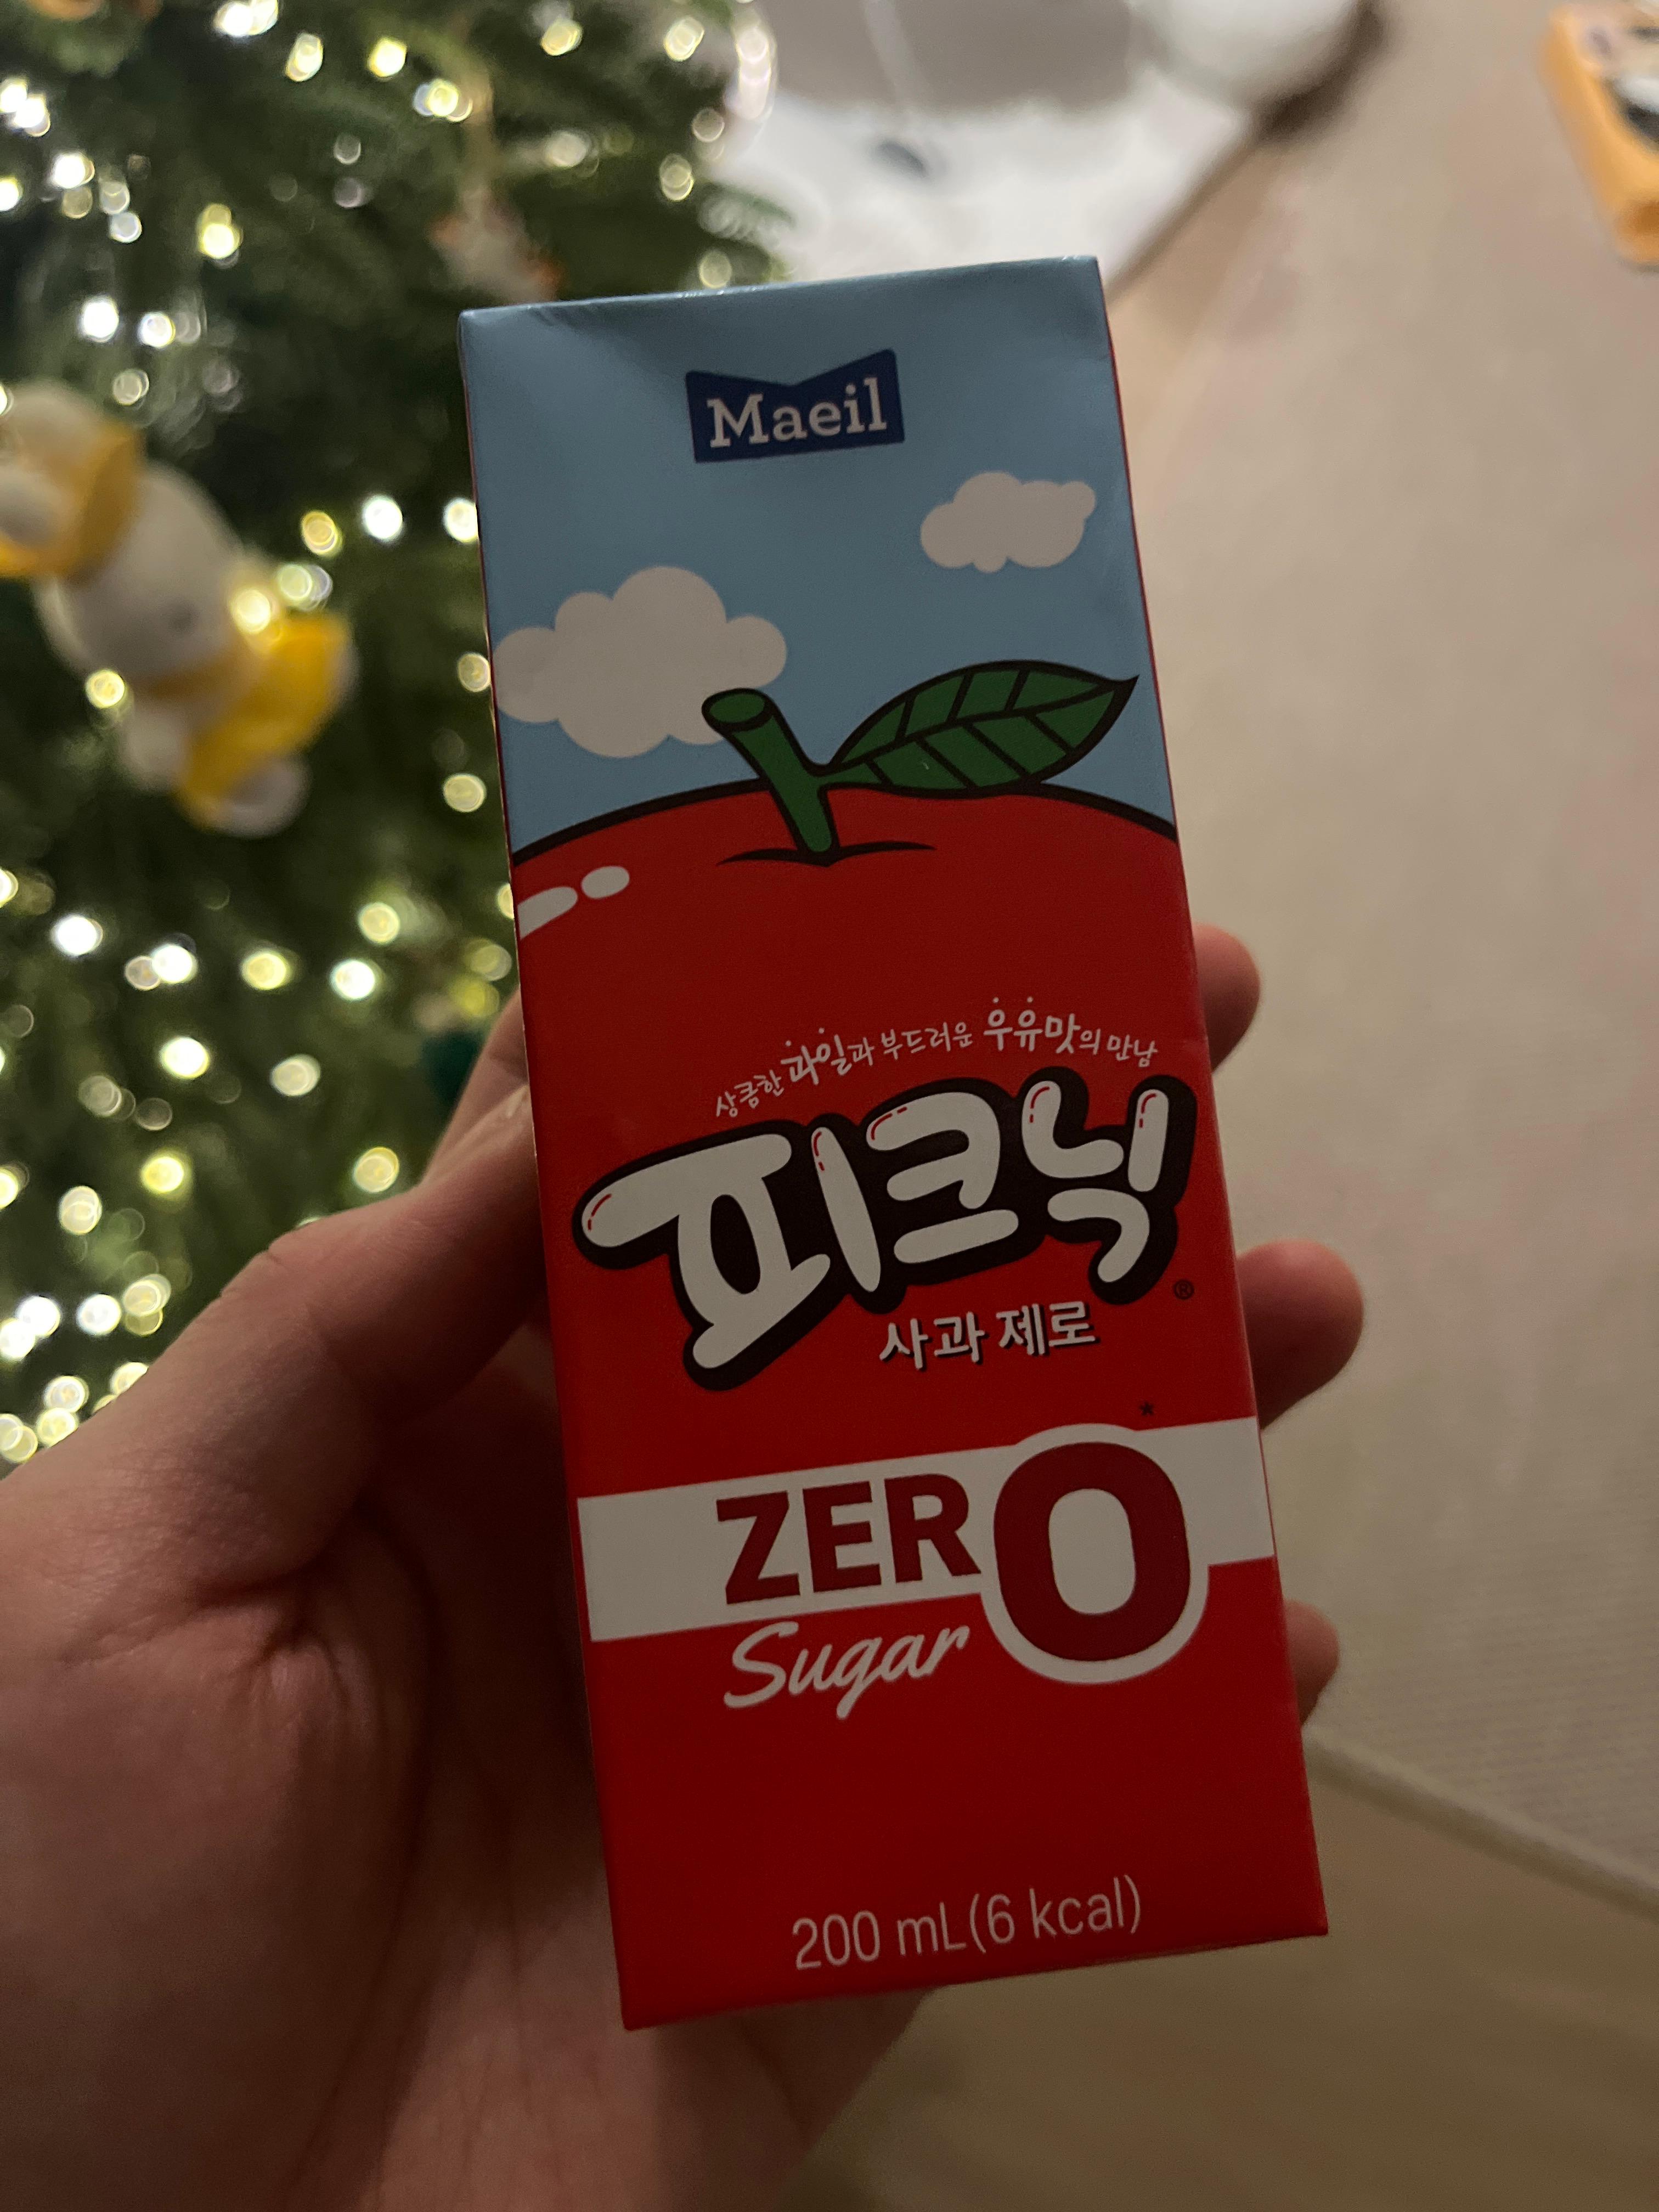 Maeil
상큼한 과일과 부드러운 우유맛의 만남
피크닉®
사과 제로
ZERO*
Sugar
200 mL(6 kcal)